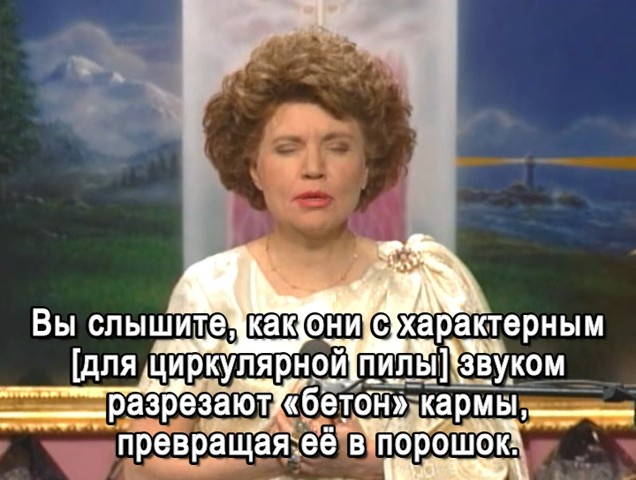 Вы слышите, как они с характерным
[для циркулярной пилы] звуком
разрезают «бетон» кармы,
превращая её в порошок.